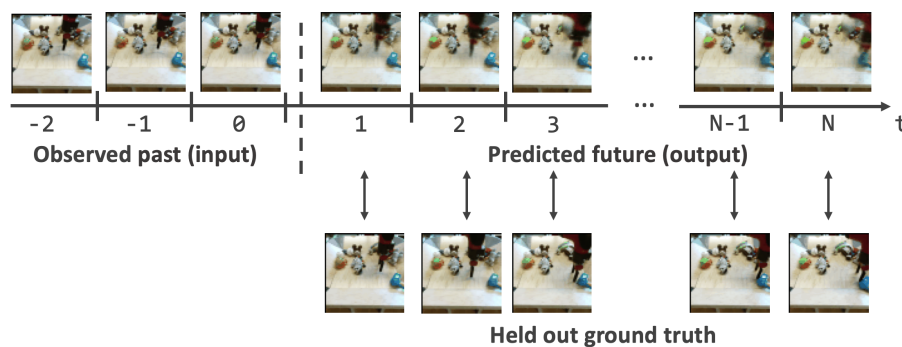 ... 
...
-2 -1 0 1 2 3 N-1 N t
Observed past (input) Predicted future (output)
Held out ground truth